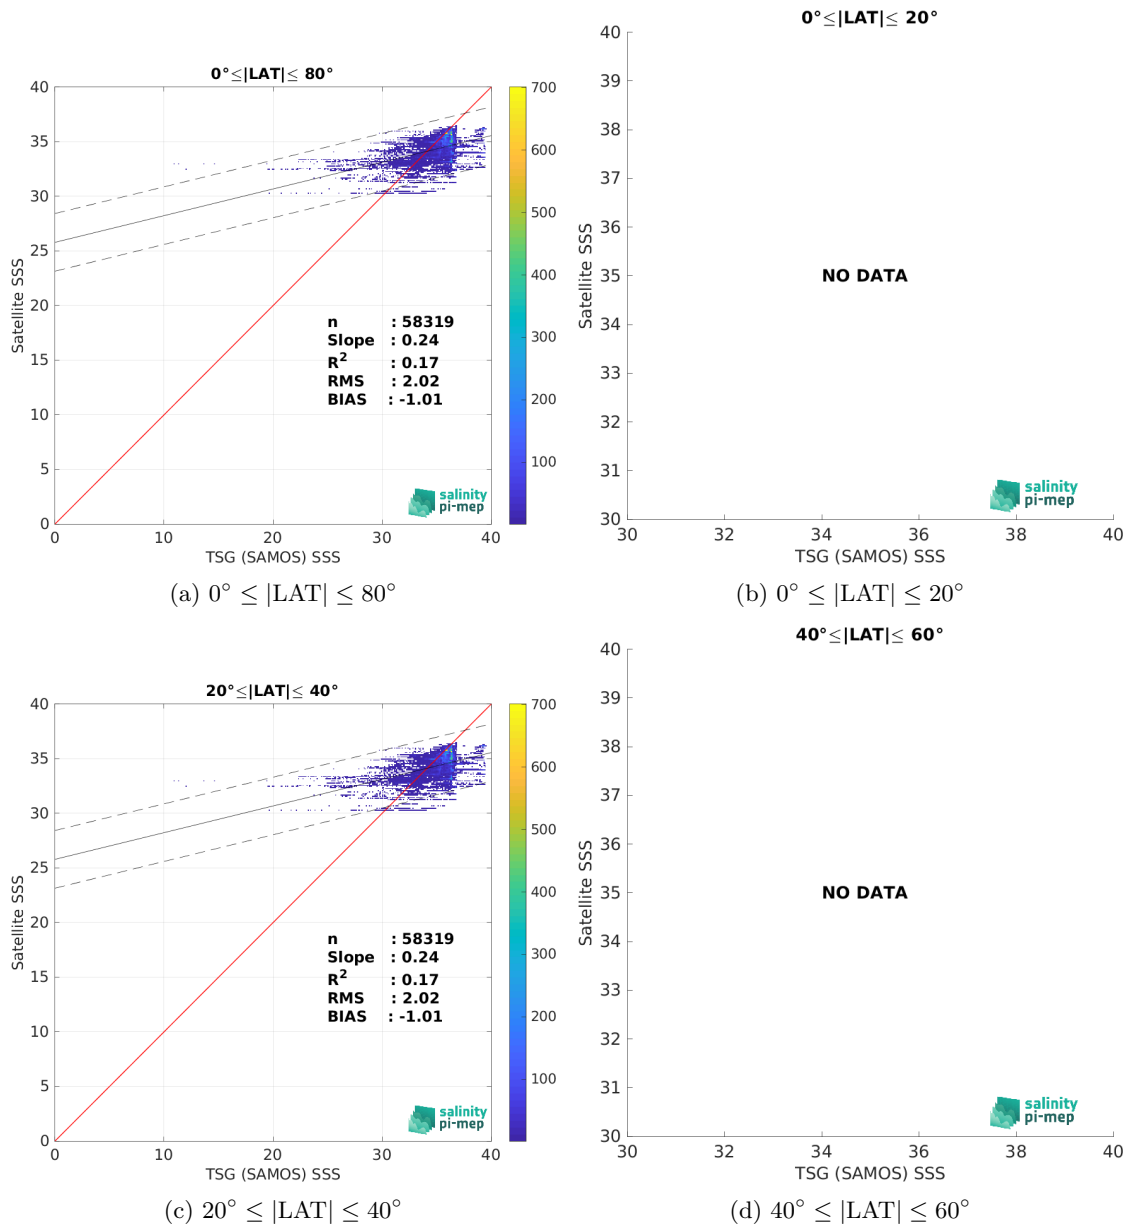 0°≤|LAT|≤ 80°
40
35
30
25
20
15
10
5
0
Satellite SSS
0
10
20
30
40
TSG (SAMOS) SSS
n : 58319
Slope : 0.24
R² : 0.17
RMS : 2.02
BIAS : -1.01
salinity
pi-mep
700
600
500
400
300
200
100
(a) 0° ≤ |LAT| ≤ 80°
0°≤|LAT|≤ 20°
40
39
38
37
36
35
34
33
32
31
30
Satellite SSS
NO DATA
salinity
pi-mep
30
32
34
36
38
40
TSG (SAMOS) SSS
(b) 0° ≤ |LAT| ≤ 20°
20°≤|LAT|≤ 40°
40
35
30
25
20
15
10
5
0
Satellite SSS
0
10
20
30
40
TSG (SAMOS) SSS
n : 58319
Slope : 0.24
R² : 0.17
RMS : 2.02
BIAS : -1.01
salinity
pi-mep
700
600
500
400
300
200
100
(c) 20° ≤ |LAT| ≤ 40°
40°≤|LAT|≤ 60°
40
39
38
37
36
35
34
33
32
31
30
Satellite SSS
NO DATA
salinity
pi-mep
30
32
34
36
38
40
TSG (SAMOS) SSS
(d) 40° ≤ |LAT| ≤ 60°